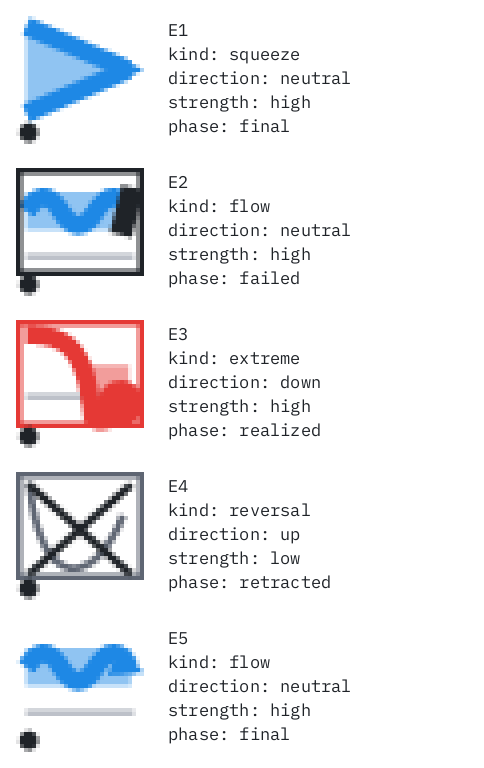 E1
kind: squeeze
direction: neutral
strength: high
phase: final
E2
kind: flow
direction: neutral
strength: high
phase: failed
E3
kind: extreme
direction: down
strength: high
phase: realized
E4
kind: reversal
direction: up
strength: low
phase: retracted
E5
kind: flow
direction: neutral
strength: high
phase: final